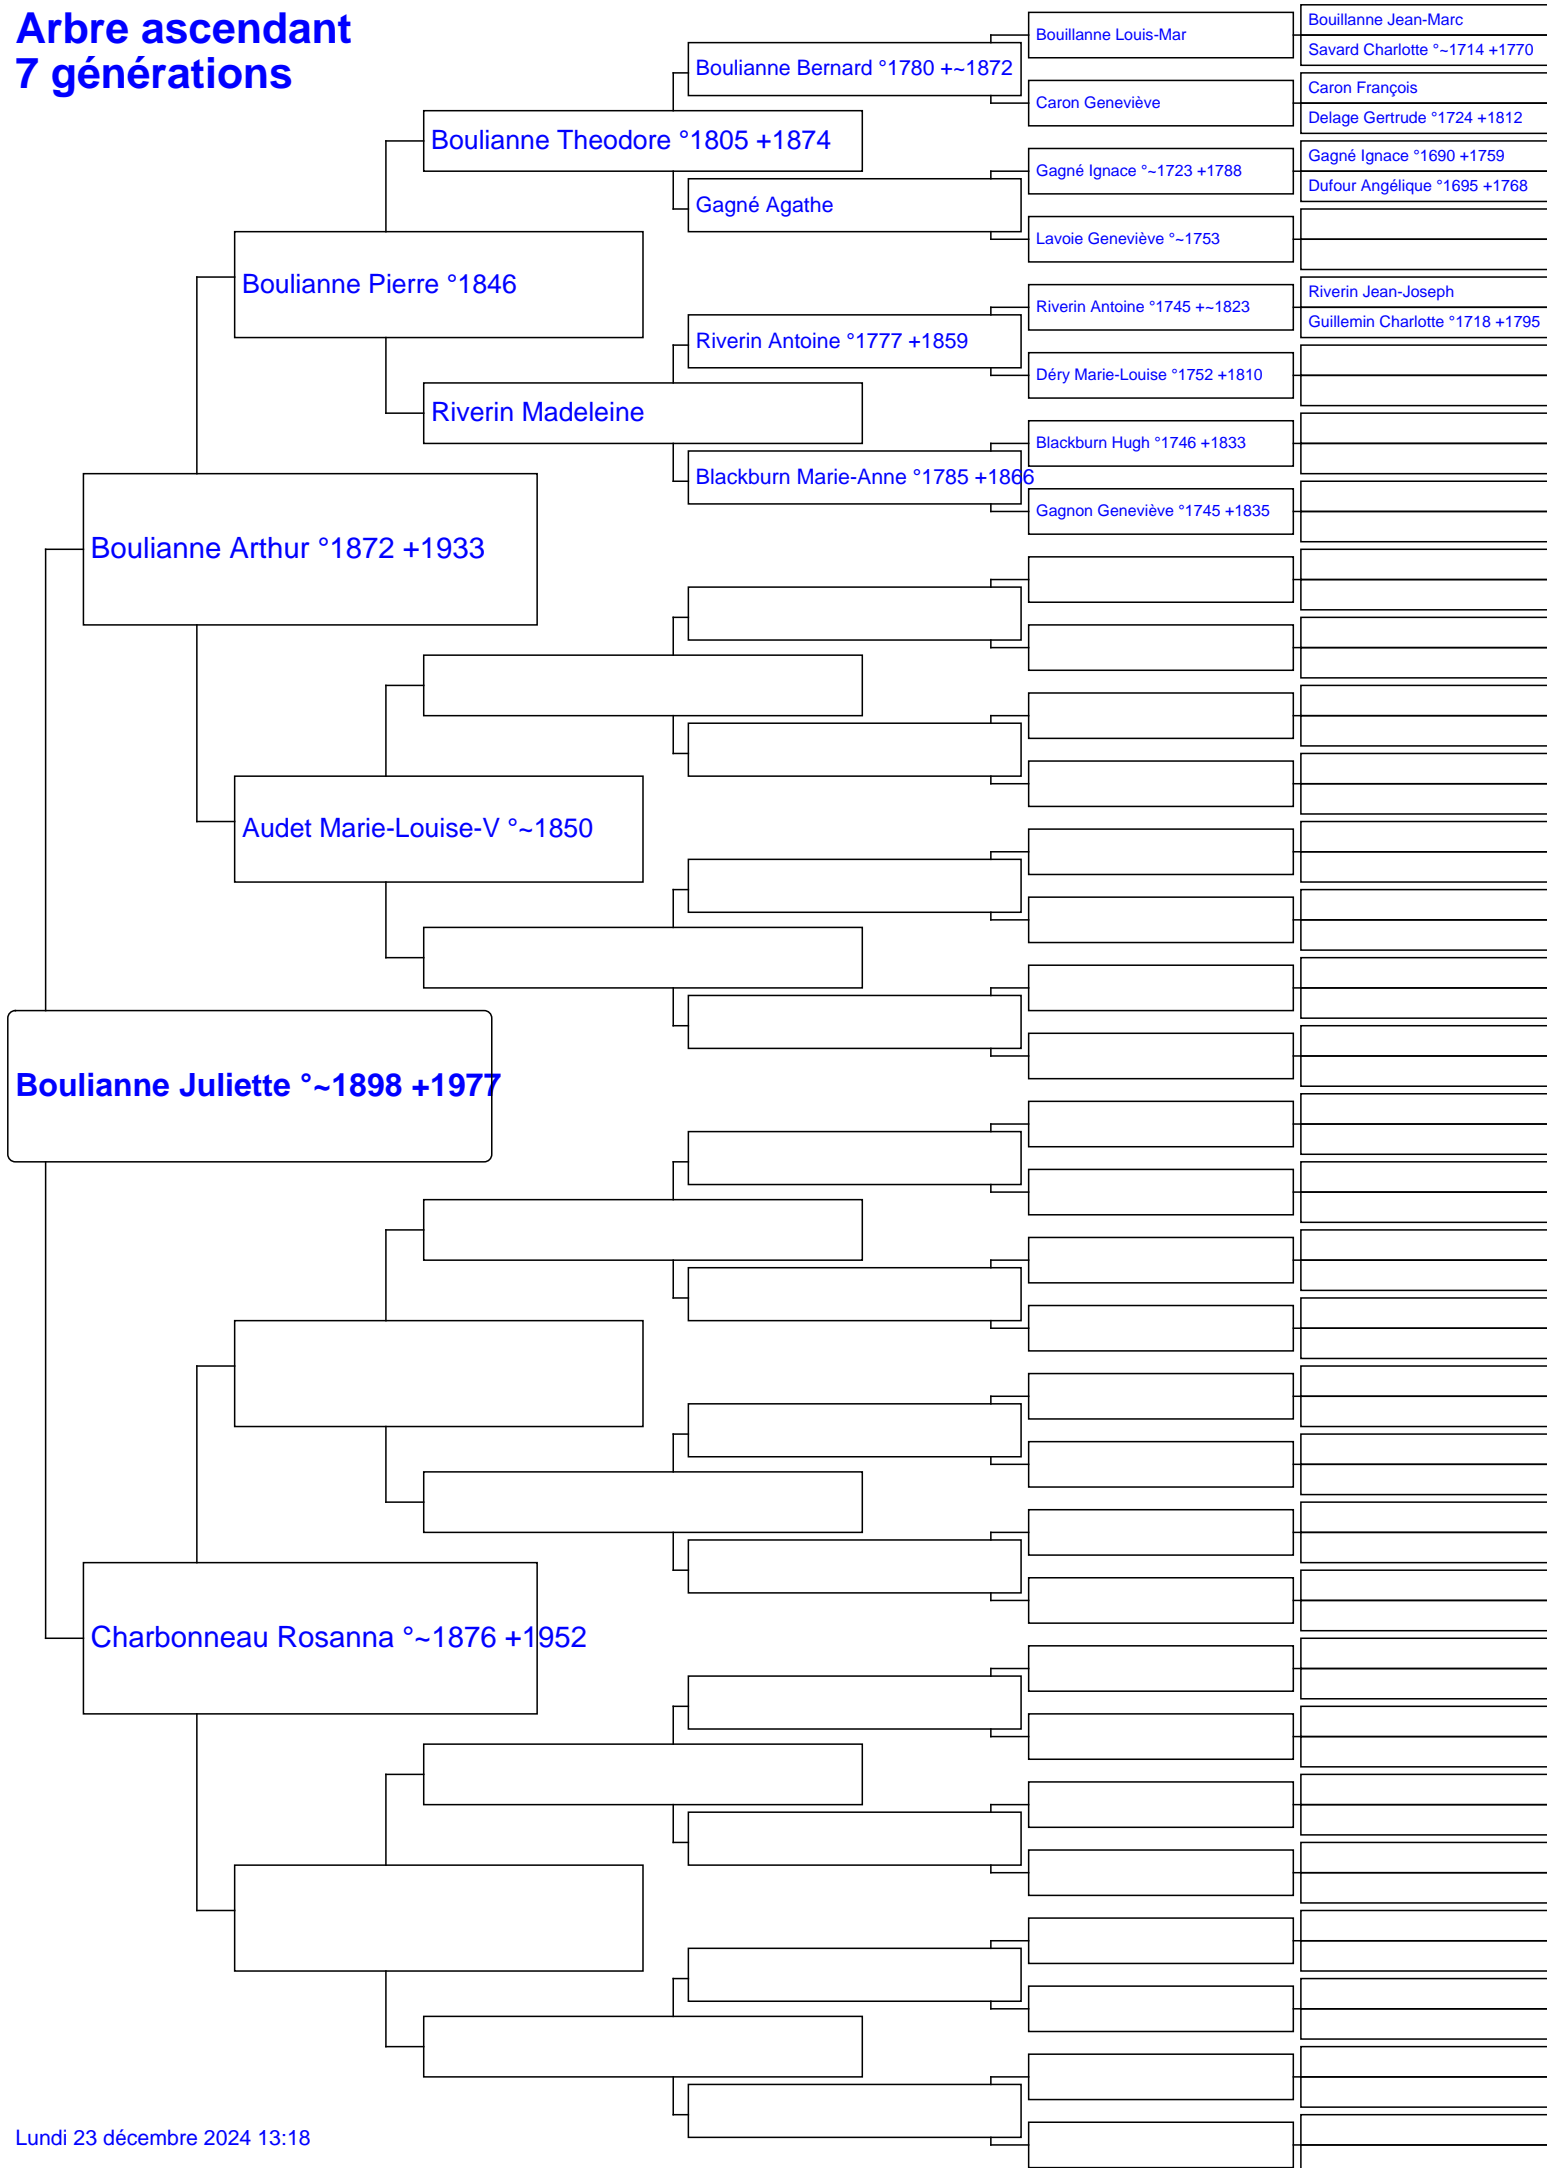 Arbre ascendant
7 générations
Bouillanne Jean-Marc
Bouillanne Louis-Mar
Savard Charlotte °~1714 +1770
Boulianne Bernard °1780 +~1872
Caron François
Caron Geneviève
Delage Gertrude °1724 +1812
Boulianne Theodore °1805 +1874
Gagné Ignace °1690 +1759
Gagné Ignace °~1723 +1788
Dufour Angélique °1695 +1768
Gagné Agathe
Lavoie Geneviève °~1753
Boulianne Pierre °1846
Riverin Jean-Joseph
Riverin Antoine °1745 +~1823
Guillemin Charlotte °1718 +1795
Riverin Antoine °1777 +1859
Déry Marie-Louise °1752 +1810
Riverin Madeleine
Blackburn Hugh °1746 +1833
Blackburn Marie-Anne °1785 +1866
Gagnon Geneviève °1745 +1835
Boulianne Arthur °1872 +1933
Audet Marie-Louise-V °~1850
Boulianne Juliette °~1898 +1977
Charbonneau Rosanna °~1876 +1952
Lundi 23 décembre 2024 13:18